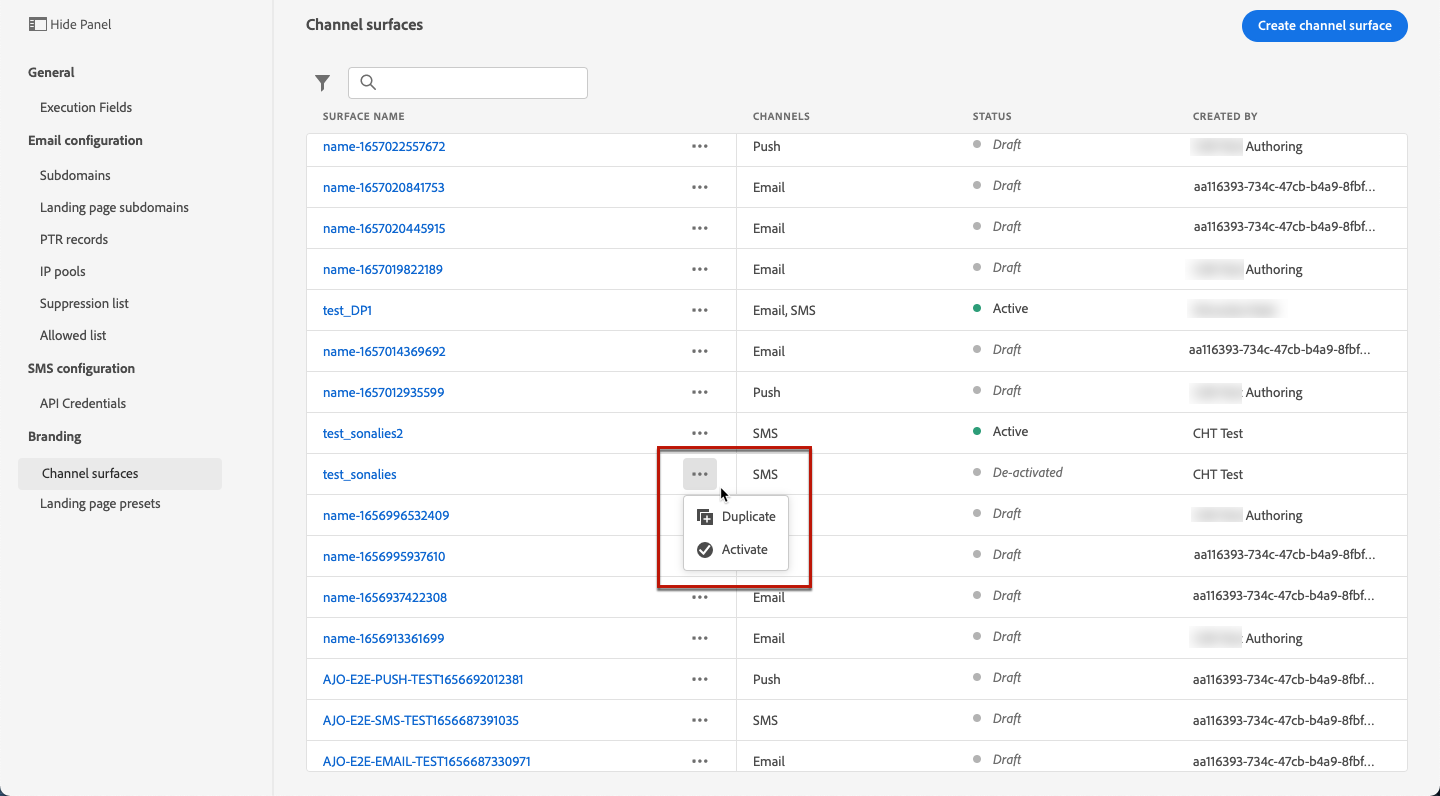 Hide Panel
General
Execution Fields
Email configuration
Subdomains
Landing page subdomains
PTR records
IP pools
Suppression list
Allowed list
SMS configuration
API Credentials
Branding
Channel surfaces
Landing page presets
Channel surfaces
Create channel surface
SURFACE NAME CHANNELS STATUS CREATED BY
name-1657022557672 ••• Push Draft Authoring
name-1657020841753 ••• Email Draft aa116393-734c-47cb-b4a9-8fbf...
name-1657020445915 ••• Email Draft aa116393-734c-47cb-b4a9-8fbf...
name-1657019822189 ••• Email Draft Authoring
test_DP1 ••• Email, SMS Active
name-1657014369692 ••• Email Draft aa116393-734c-47cb-b4a9-8fbf...
name-1657012935599 ••• Push Draft Authoring
test_sonalies2 ••• SMS Active CHT Test
test_sonalies ••• SMS De-activated CHT Test
Duplicate
Activate
name-1656996532409 Draft Authoring
name-1656995937610 Draft aa116393-734c-47cb-b4a9-8fbf...
name-1656937422308 ••• Email Draft aa116393-734c-47cb-b4a9-8fbf...
name-1656913361699 ••• Email Draft Authoring
AJO-E2E-PUSH-TEST1656692012381 ••• Push Draft aa116393-734c-47cb-b4a9-8fbf...
AJO-E2E-SMS-TEST1656687391035 ••• SMS Draft aa116393-734c-47cb-b4a9-8fbf...
AJO-E2E-EMAIL-TEST1656687330971 ••• Email Draft aa116393-734c-47cb-b4a9-8fbf...